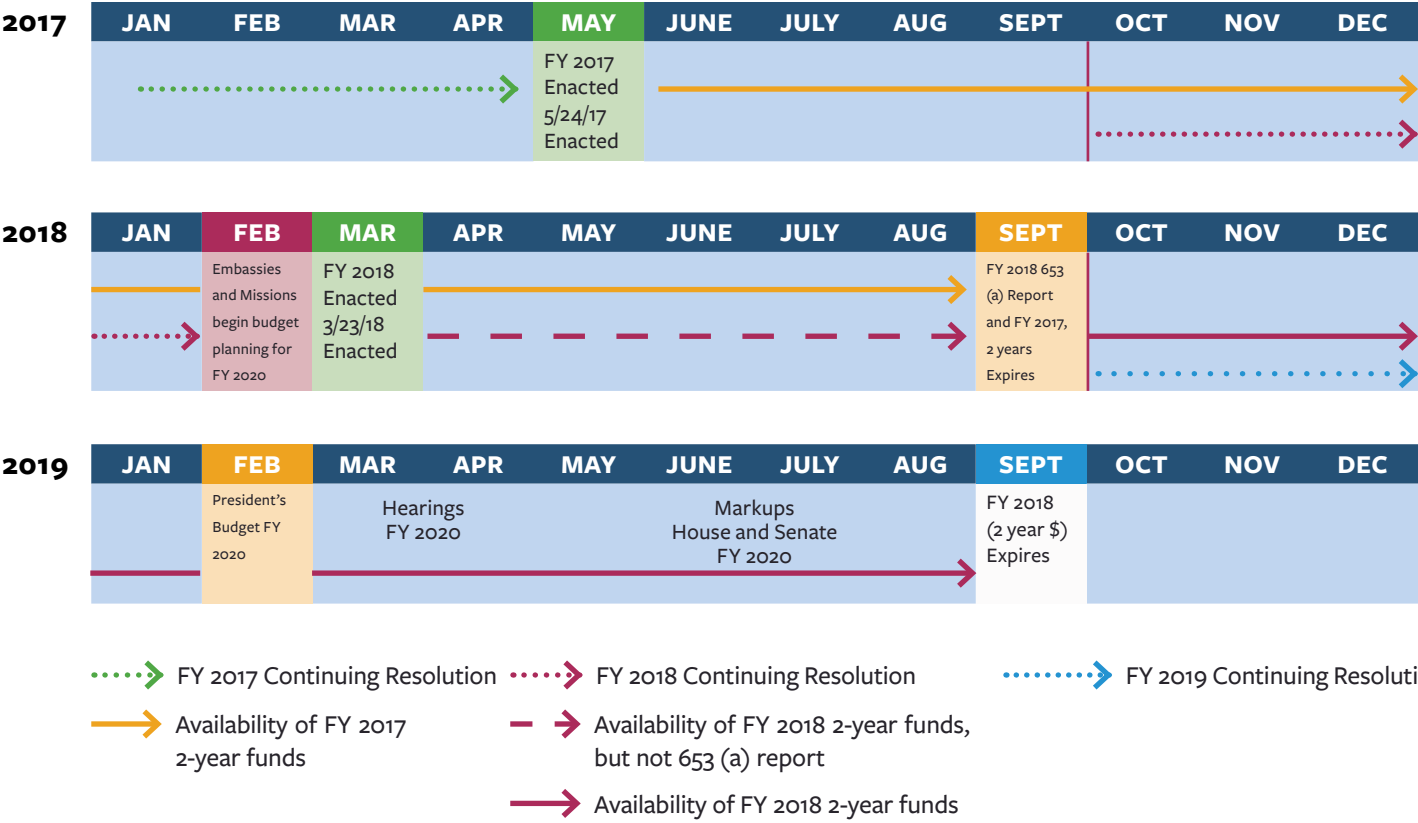 2017 JAN FEB MAR APR MAY JUNE JULY AUG SEPT OCT NOV DEC
FY 2017
Enacted
5/24/17
Enacted
2018 JAN FEB MAR APR MAY JUNE JULY AUG SEPT OCT NOV DEC
Embassies
and Missions
begin budget
planning for
FY 2020
FY 2018
Enacted
3/23/18
Enacted
FY 2018 653
(a) Report
and FY 2017,
2 years
Expires
2019 JAN FEB MAR APR MAY JUNE JULY AUG SEPT OCT NOV DEC
President’s
Budget FY
2020
Hearings
FY 2020
Markups
House and Senate
FY 2020
FY 2018
(2 year $)
Expires
FY 2017 Continuing Resolution
FY 2018 Continuing Resolution
FY 2019 Continuing Resoluti
Availability of FY 2017
2-year funds
Availability of FY 2018 2-year funds,
but not 653 (a) report
Availability of FY 2018 2-year funds